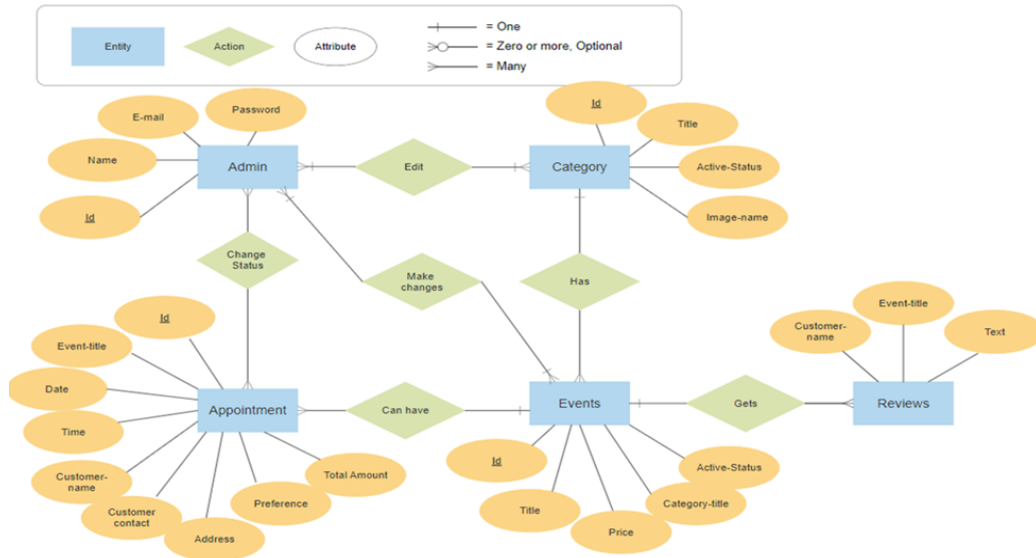 Entity
Action
Attribute
= One
= Zero or more, Optional
= Many
E-mail
Password
Name
Id
Admin
Edit
Category
Id
Title
Active-Status
Image-name
Change
Status
Make
changes
Has
Id
Event-title
Date
Time
Customer-
name
Customer
contact
Address
Preference
Total Amount
Appointment
Can have
Events
Gets
Reviews
Customer-
name
Event-title
Text
Id
Title
Price
Category-title
Active-Status